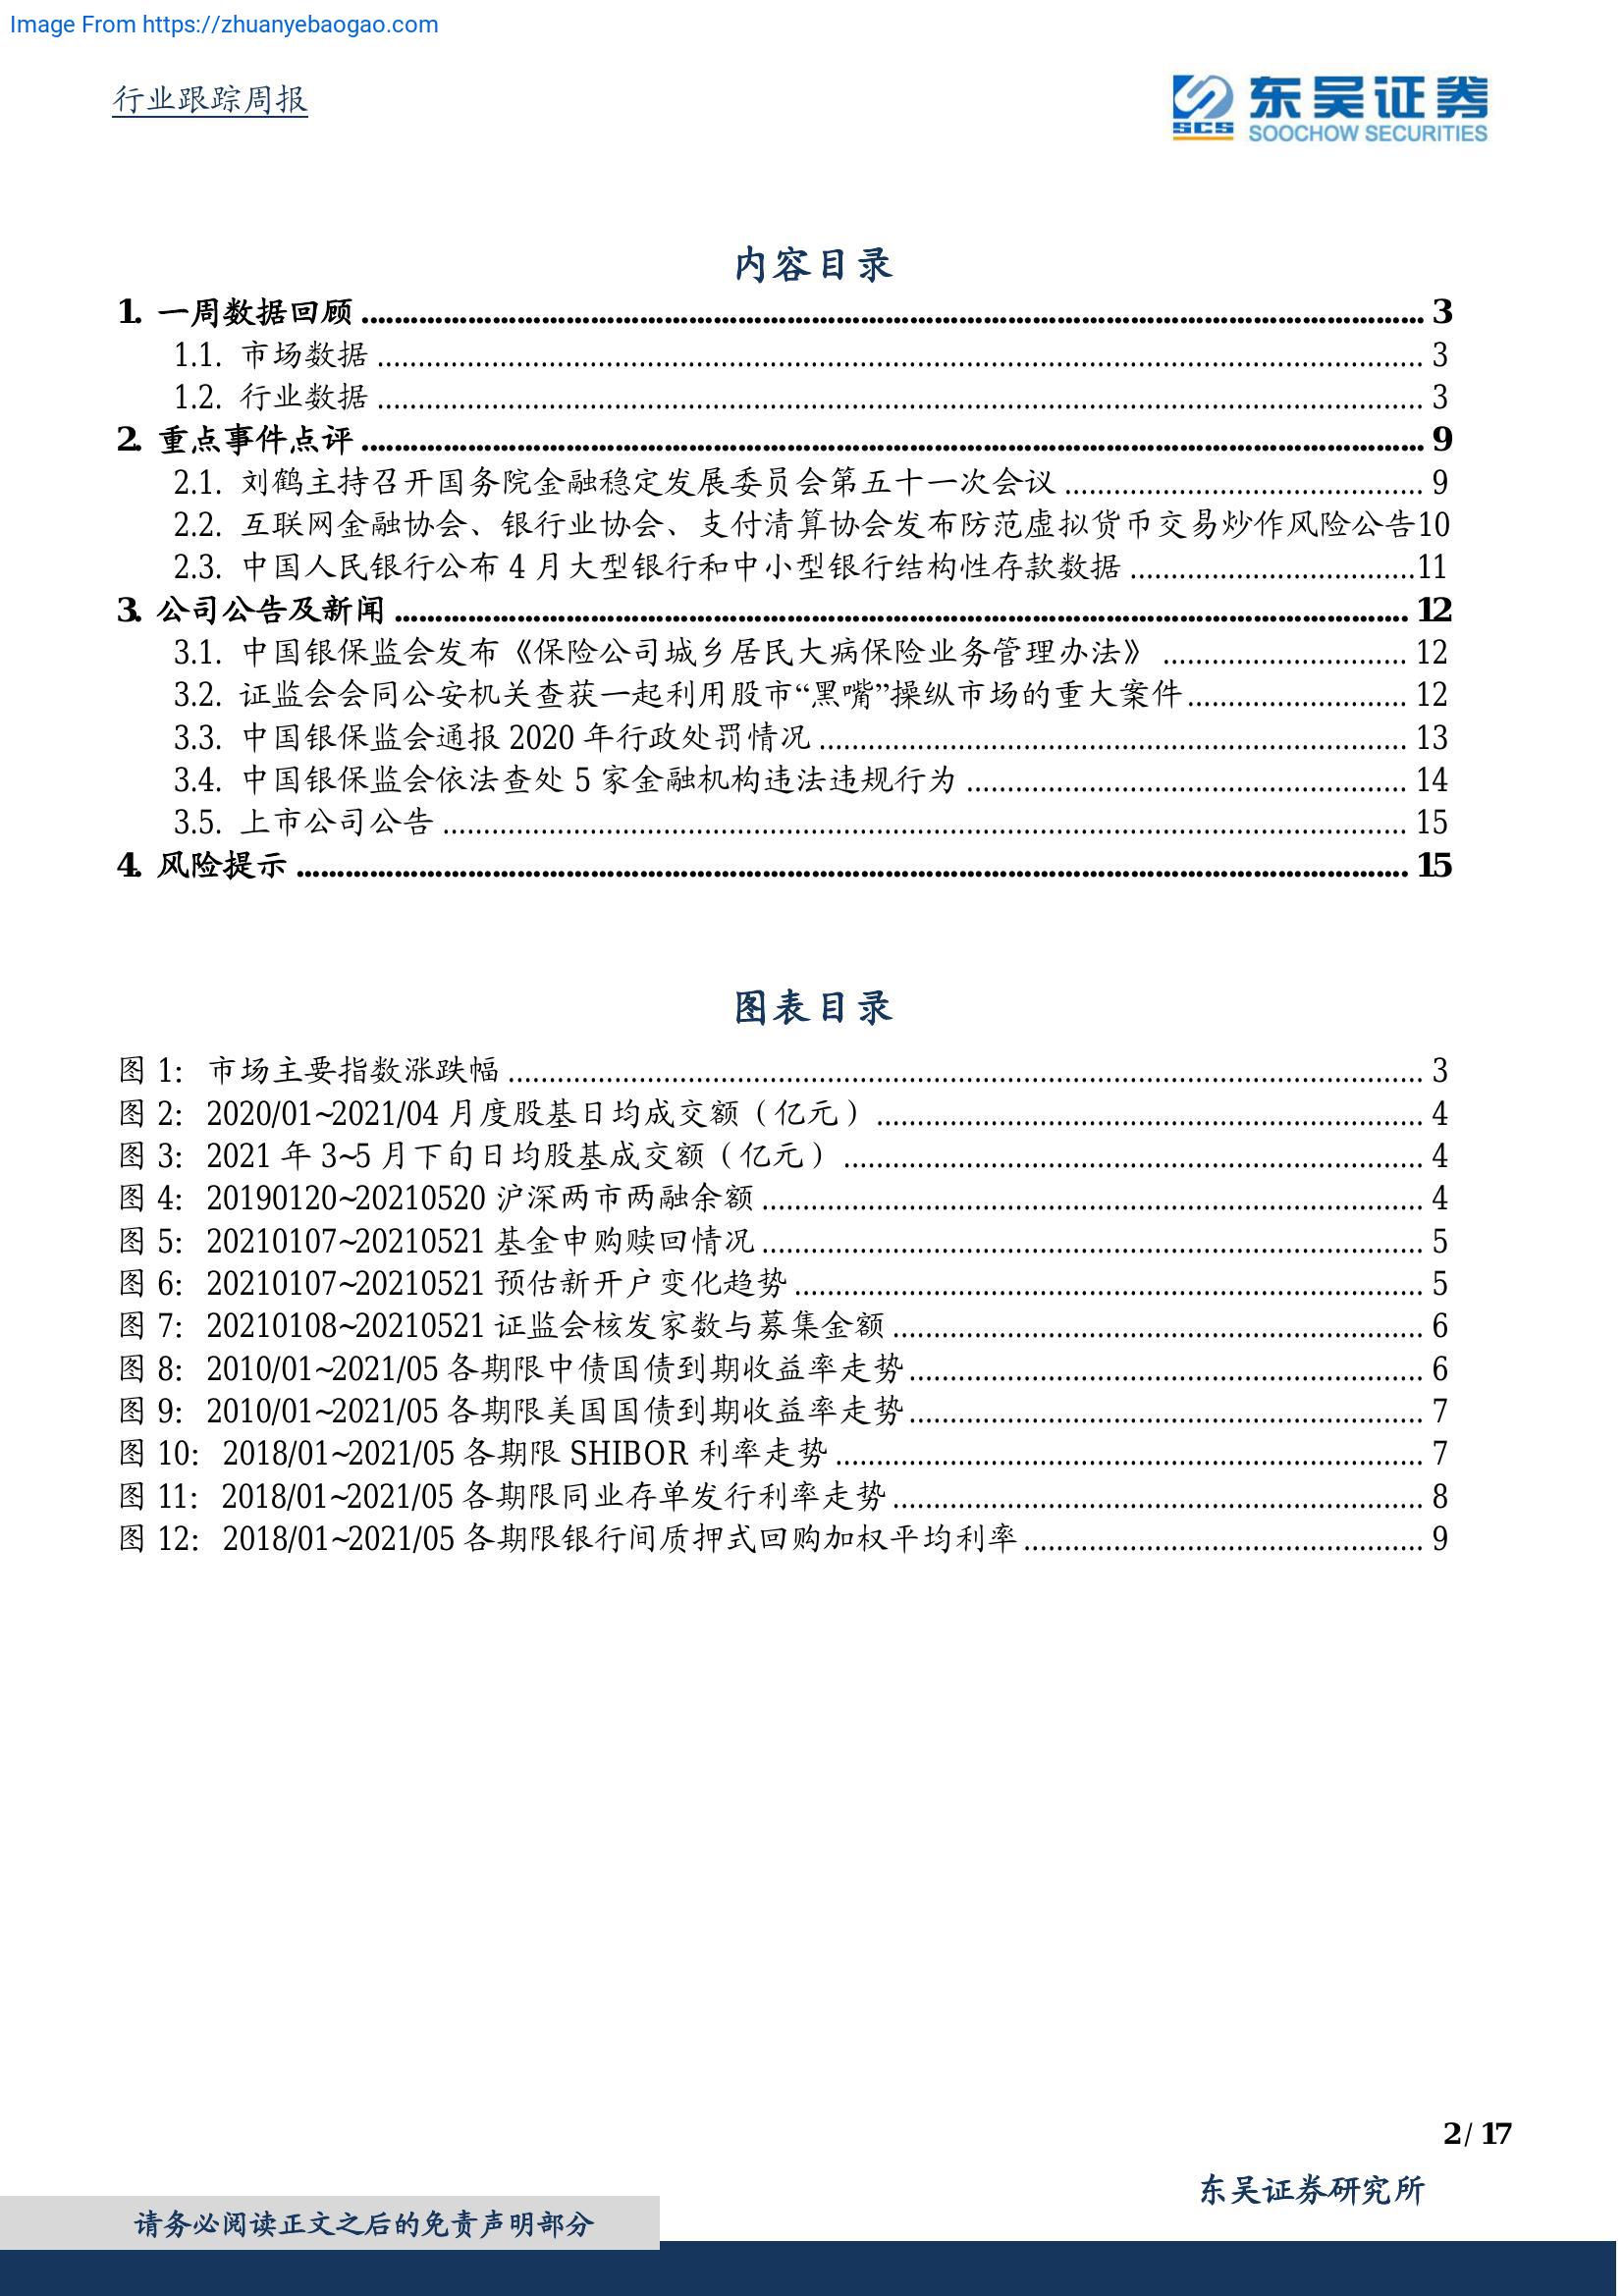 Image From https://zhuanyebaogao.com
行业跟踪周报
东吴证券
SCS
SOOCHOW SECURITIES
内容目录
1. 一周数据回顾 ........ 3
1.1. 市场数据 ........ 3
1.2. 行业数据 ........ 3
2. 重点事件点评 ........ 9
2.1. 刘鹤主持召开国务院金融稳定发展委员会第五十一次会议 ........ 9
2.2. 互联网金融协会、银行业协会、支付清算协会发布防范虚拟货币交易炒作风险公告10
2.3. 中国人民银行公布 4 月大型银行和中小型银行结构性存款数据 ........ 11
3. 公司公告及新闻 ........ 12
3.1. 中国银保监会发布《保险公司城乡居民大病保险业务管理办法》 ........ 12
3.2. 证监会会同公安机关查获一起利用股市“黑嘴”操纵市场的重大案件 ........ 12
3.3. 中国银保监会通报 2020 年行政处罚情况 ........ 13
3.4. 中国银保监会依法查处 5 家金融机构违法违规行为 ........ 14
3.5. 上市公司公告 ........ 15
4. 风险提示 ........ 15
图表目录
图 1： 市场主要指数涨跌幅 ........ 3
图 2： 2020/01~2021/04 月度股基日均成交额（亿元） ........ 4
图 3： 2021 年 3~5 月下旬日均股基成交额（亿元） ........ 4
图 4： 20190120~20210520 沪深两市两融余额 ........ 4
图 5： 20210107~20210521 基金申购赎回情况 ........ 5
图 6： 20210107~20210521 预估新开户变化趋势 ........ 5
图 7： 20210108~20210521 证监会核发家数与募集金额 ........ 6
图 8： 2010/01~2021/05 各期限中债国债到期收益率走势 ........ 6
图 9： 2010/01~2021/05 各期限美国国债到期收益率走势 ........ 7
图 10： 2018/01~2021/05 各期限 SHIBOR 利率走势 ........ 7
图 11： 2018/01~2021/05 各期限同业存单发行利率走势 ........ 8
图 12： 2018/01~2021/05 各期限银行间质押式回购加权平均利率 ........ 9
2 / 17
东吴证券研究所
请务必阅读正文之后的免责声明部分